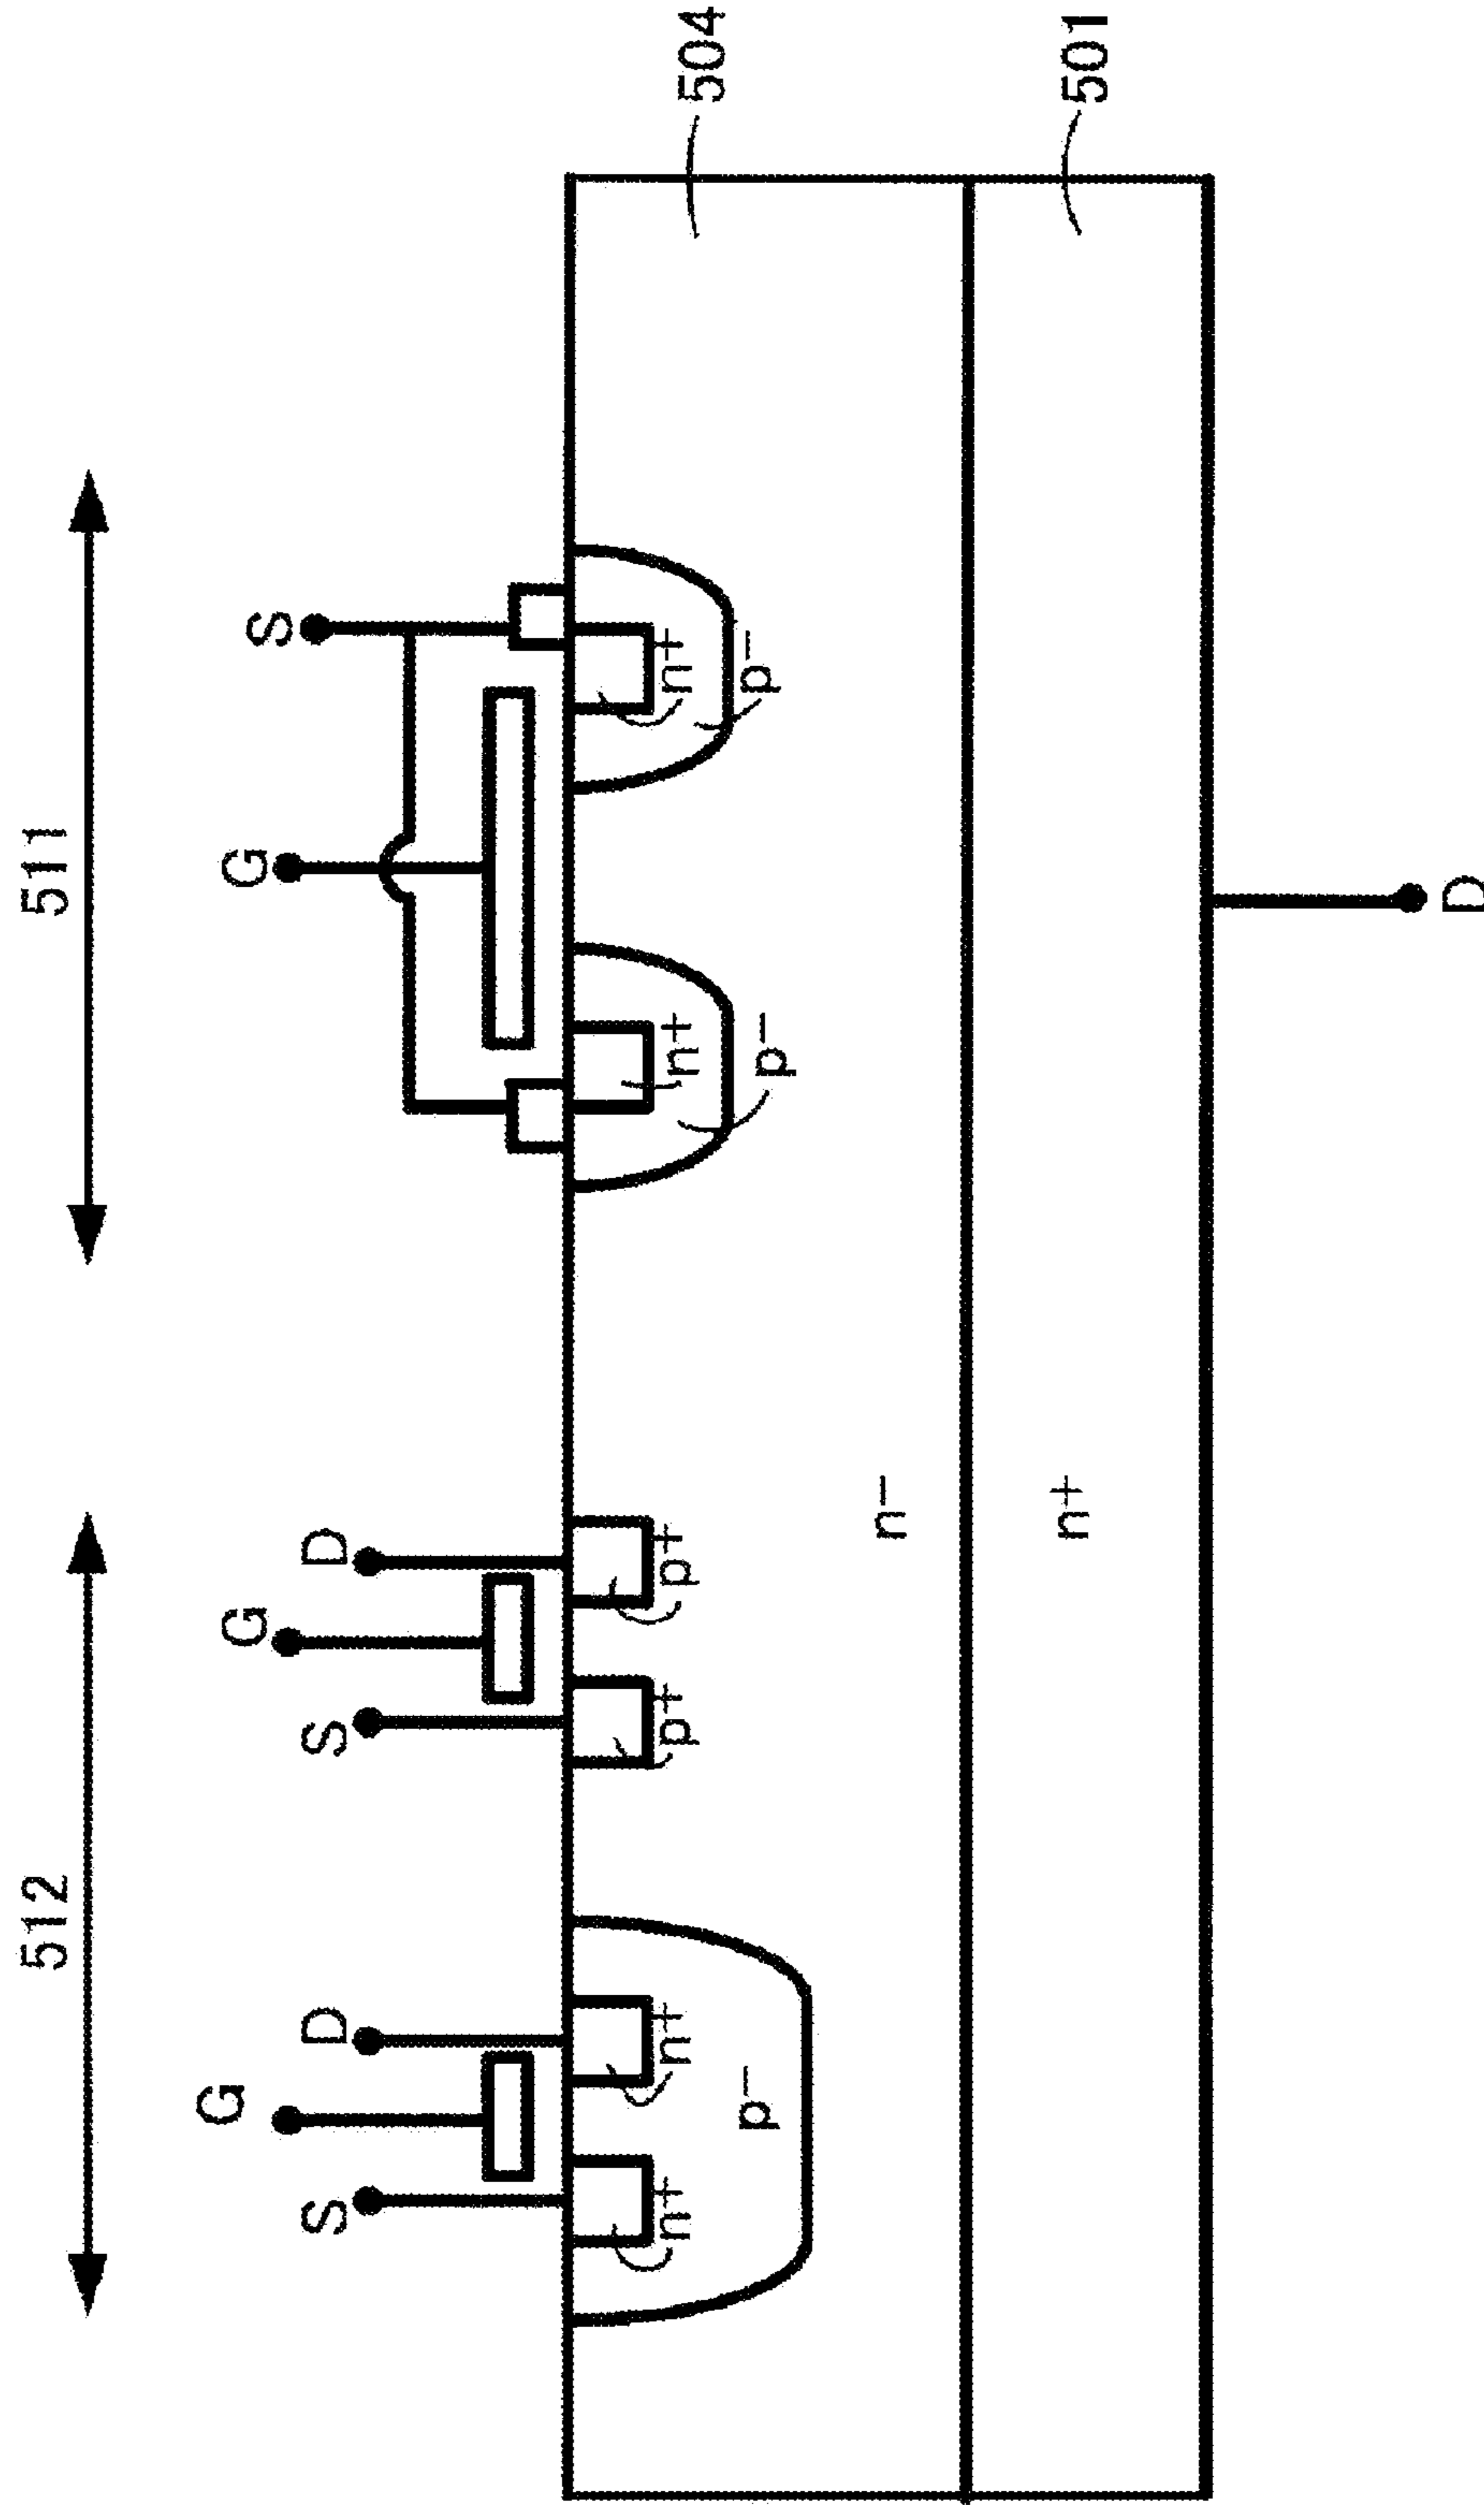 512
511
G
G
G
S
S
D
S
D
n+
n+
p+
p+
n+
n+
p-
p-
p-
504
n-
n+
501
D